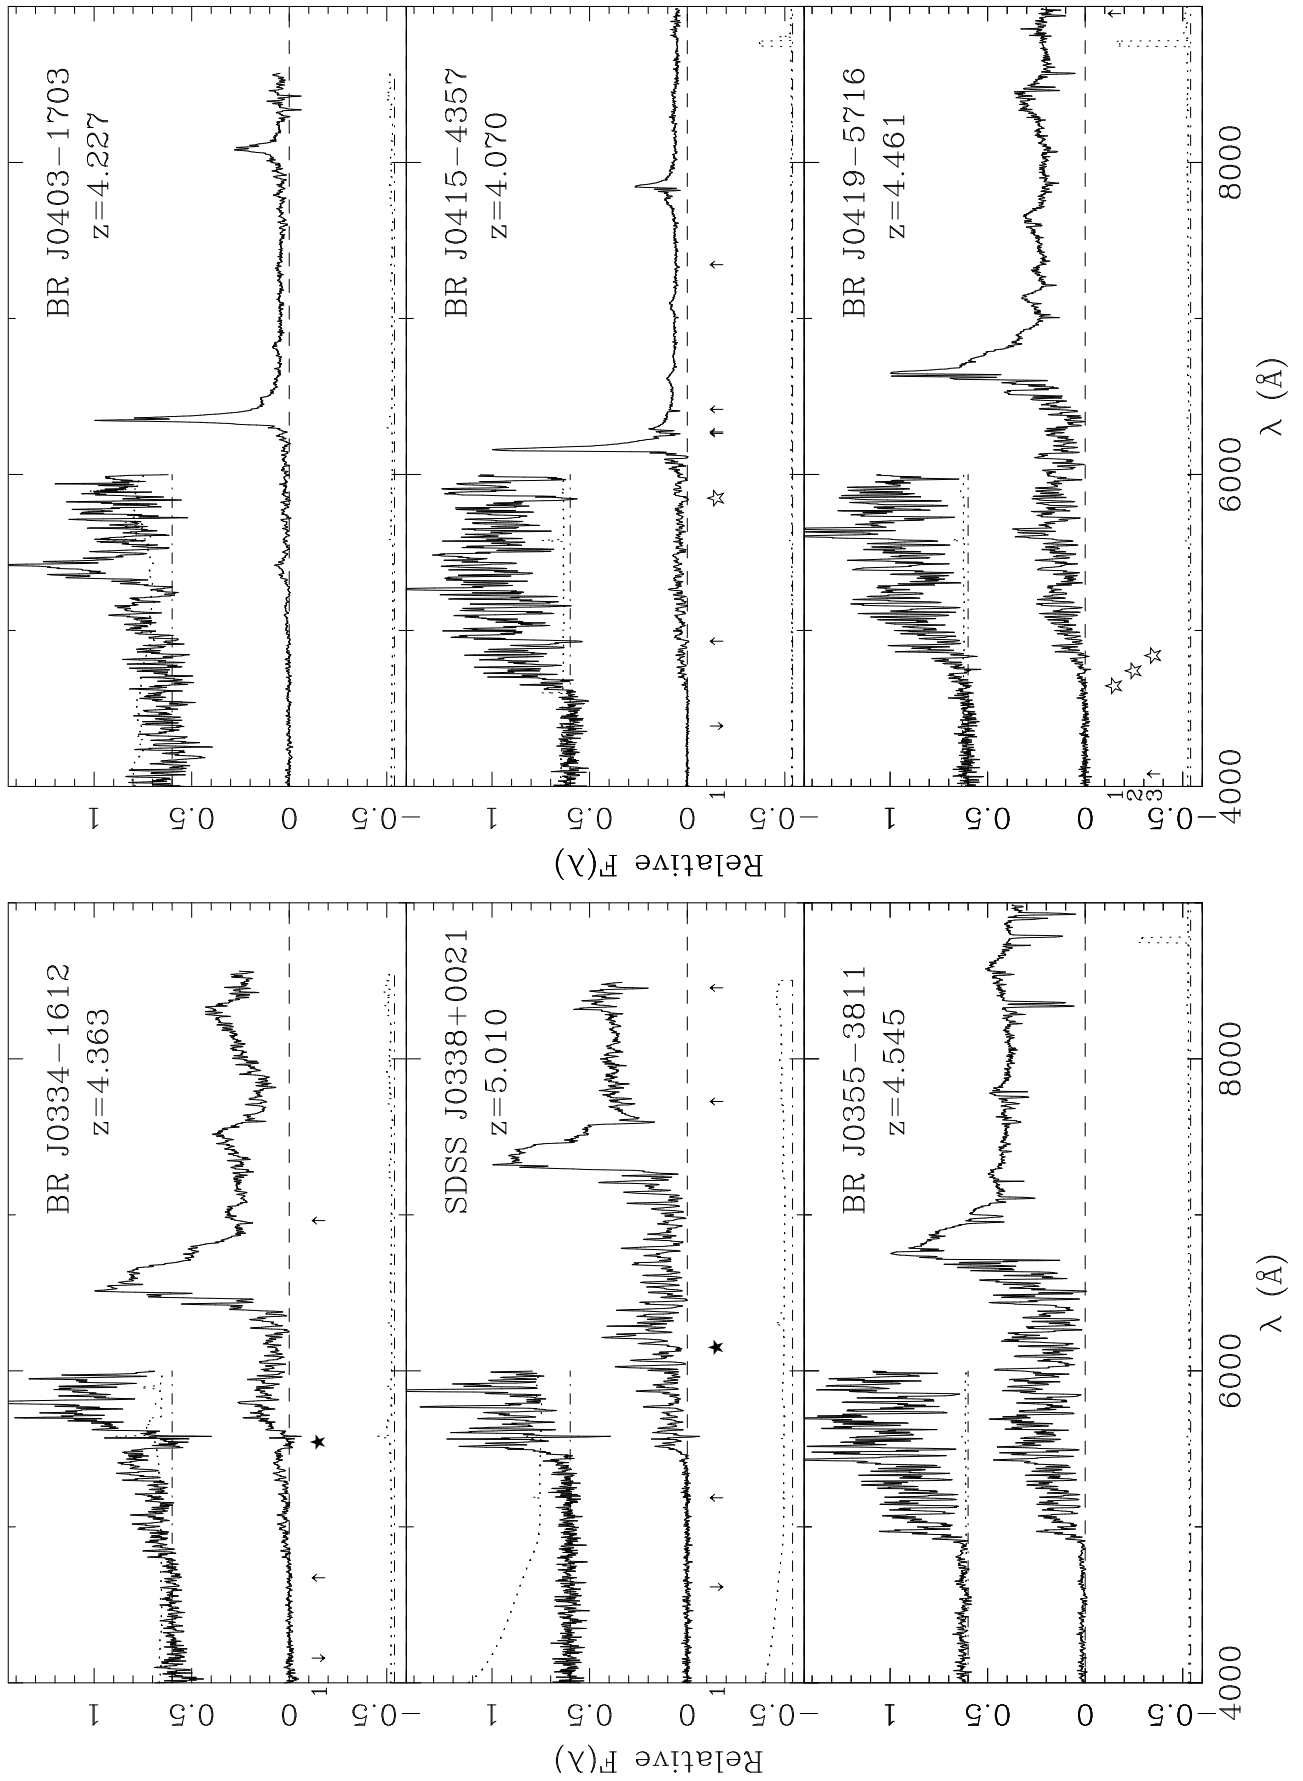 BR J0334−1612
z=4.363
1
0.5
0
−0.5
1
SDSS J0338+0021
z=5.010
1
0.5
0
−0.5
1
BR J0355−3811
z=4.545
1
0.5
0
−0.5
Relative F(λ)
Relative F(λ)
4000
6000
8000
λ (Å)
BR J0403−1703
z=4.227
1
0.5
0
−0.5
BR J0415−4357
z=4.070
1
0.5
0
−0.5
1
BR J0419−5716
z=4.461
1
0.5
0
−0.5
1
2
3
Relative F(λ)
Relative F(λ)
4000
6000
8000
λ (Å)